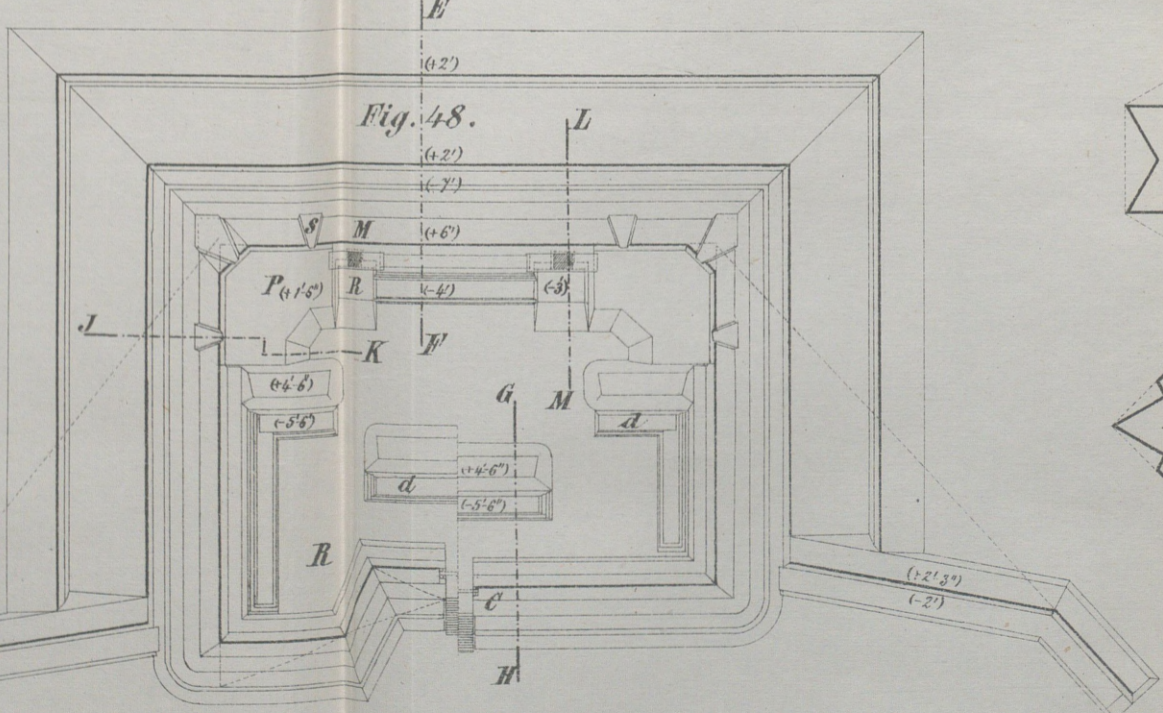 E
(+2')
Fig. 48.
L
(+2')
(-7')
s
M
(+6')
P (+1'-6")
R
(-4')
(-3')
J
F
K
(+4'-6")
G
M
(-5'-6")
d
(+4'-6")
d
(-5'-6")
R
(+2'-3")
(-2')
C
H